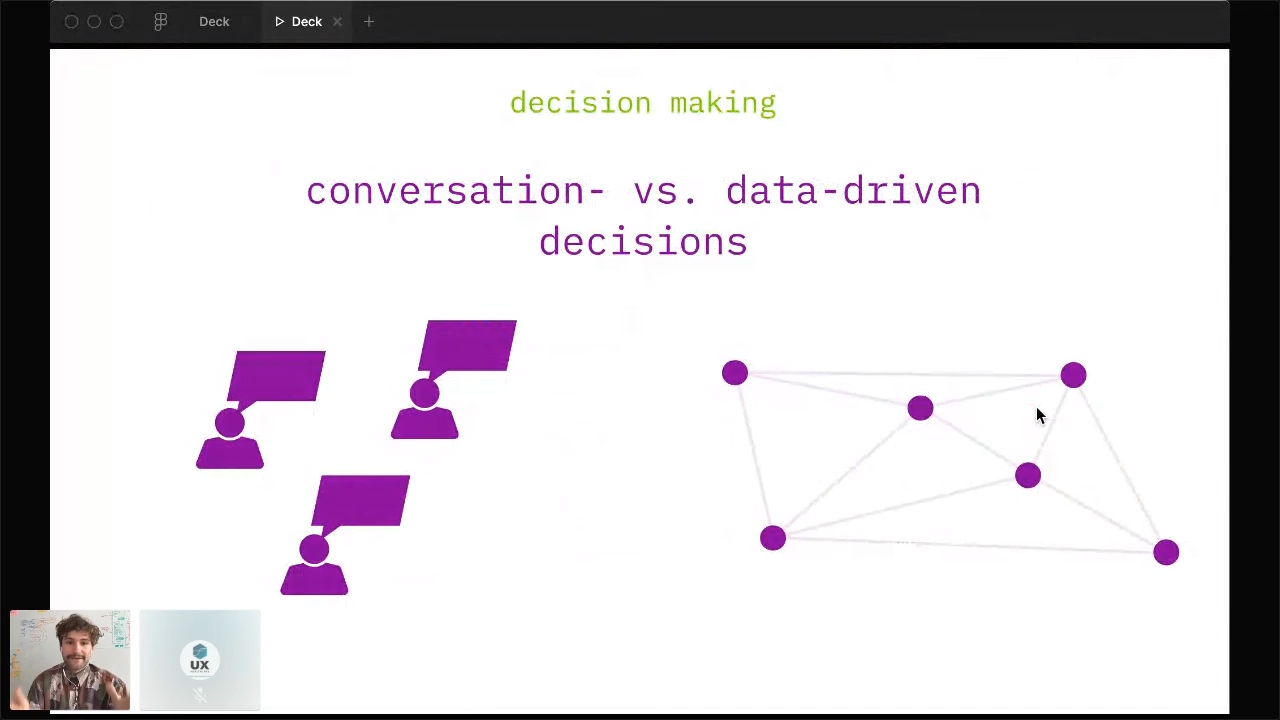 Deck
Deck
decision making
conversation- vs. data-driven
decisions
UX